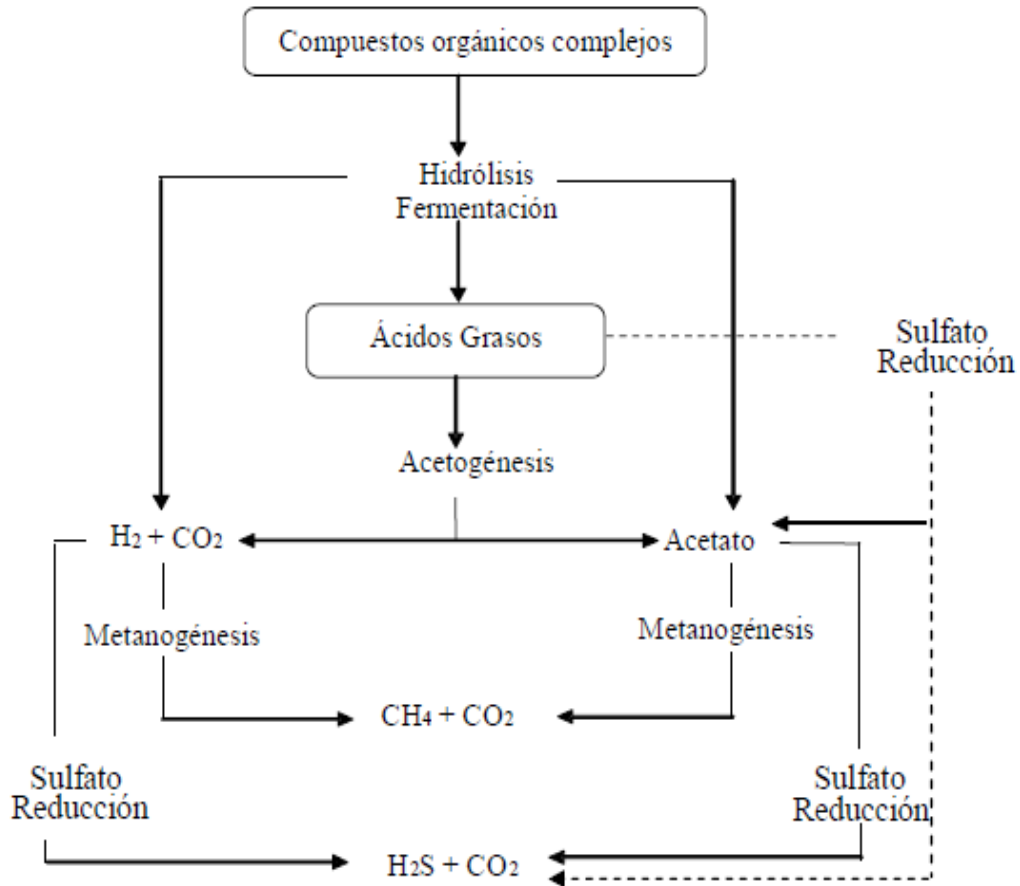 Compuestos orgánicos complejos
Hidrólisis
Fermentación
Ácidos Grasos
Sulfato
Reducción
Acetogénesis
H2 + CO2
Acetato
Metanogénesis
Metanogénesis
CH4 + CO2
Sulfato
Reducción
Sulfato
Reducción
H2S + CO2